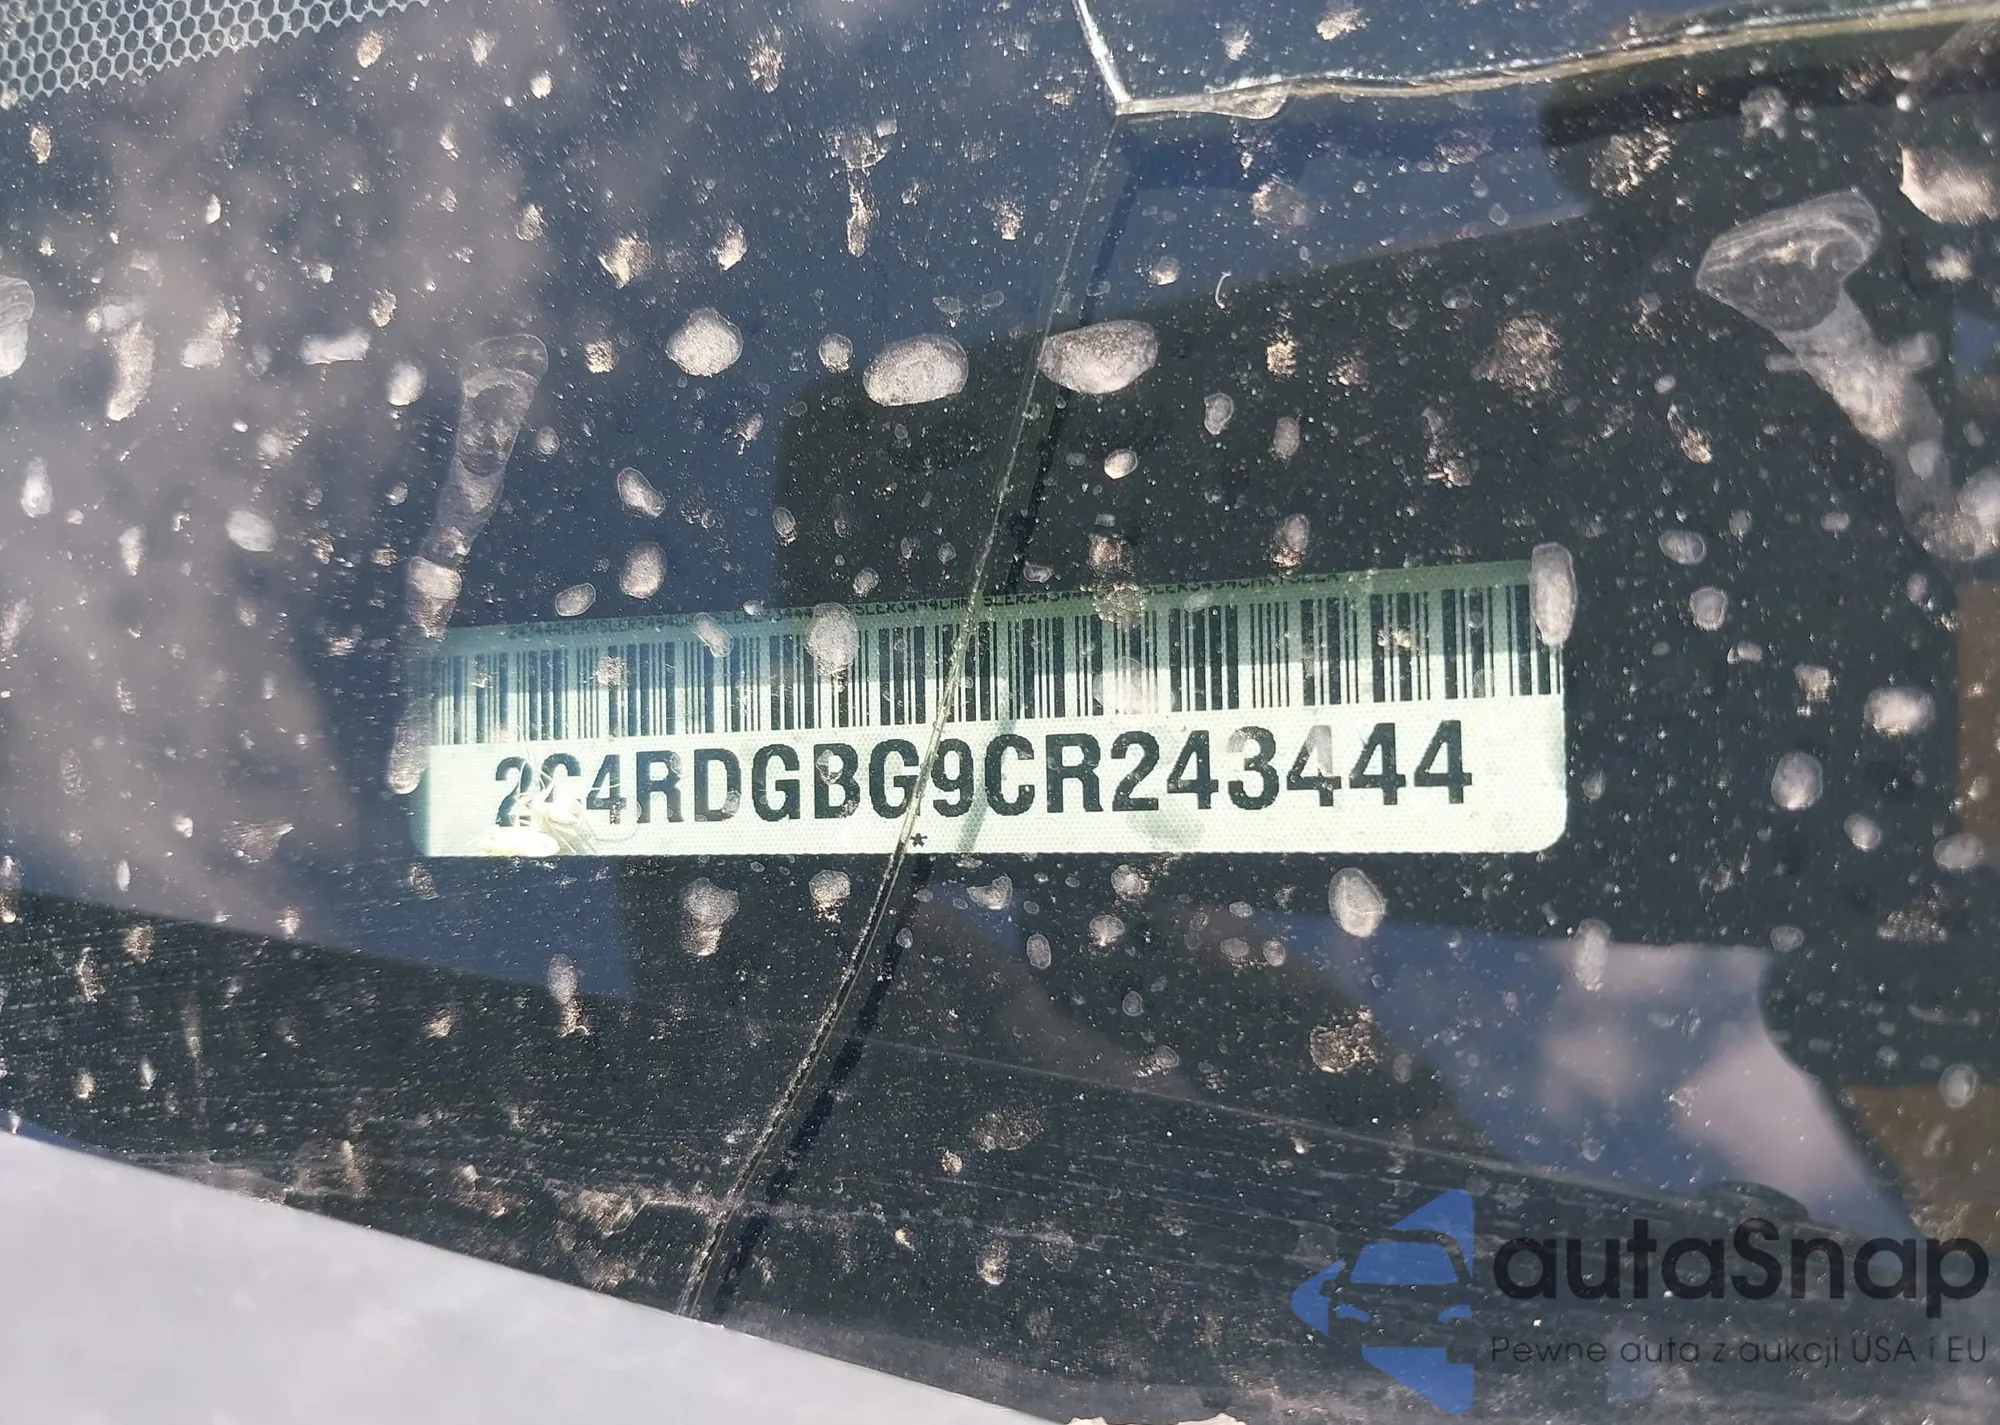 2C4RDGBG9CR243444
*
autaSnap
Pewne auta z aukcji USA i EU